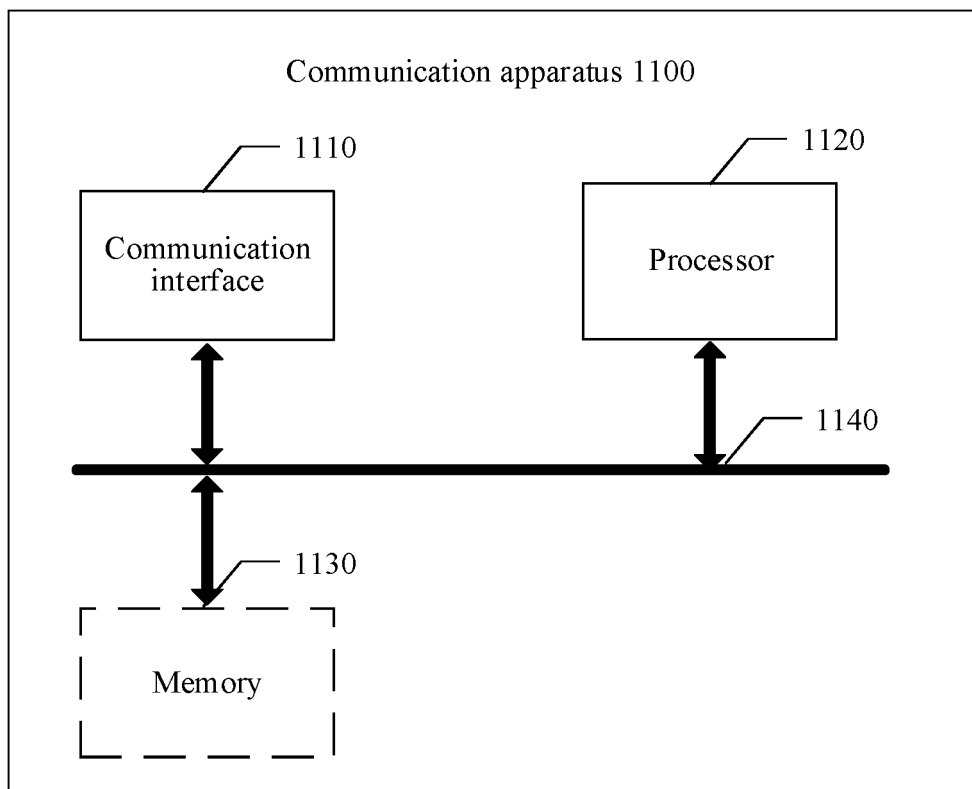 Communication apparatus 1100
1110
1120
Communication
interface
Processor
1140
1130
Memory